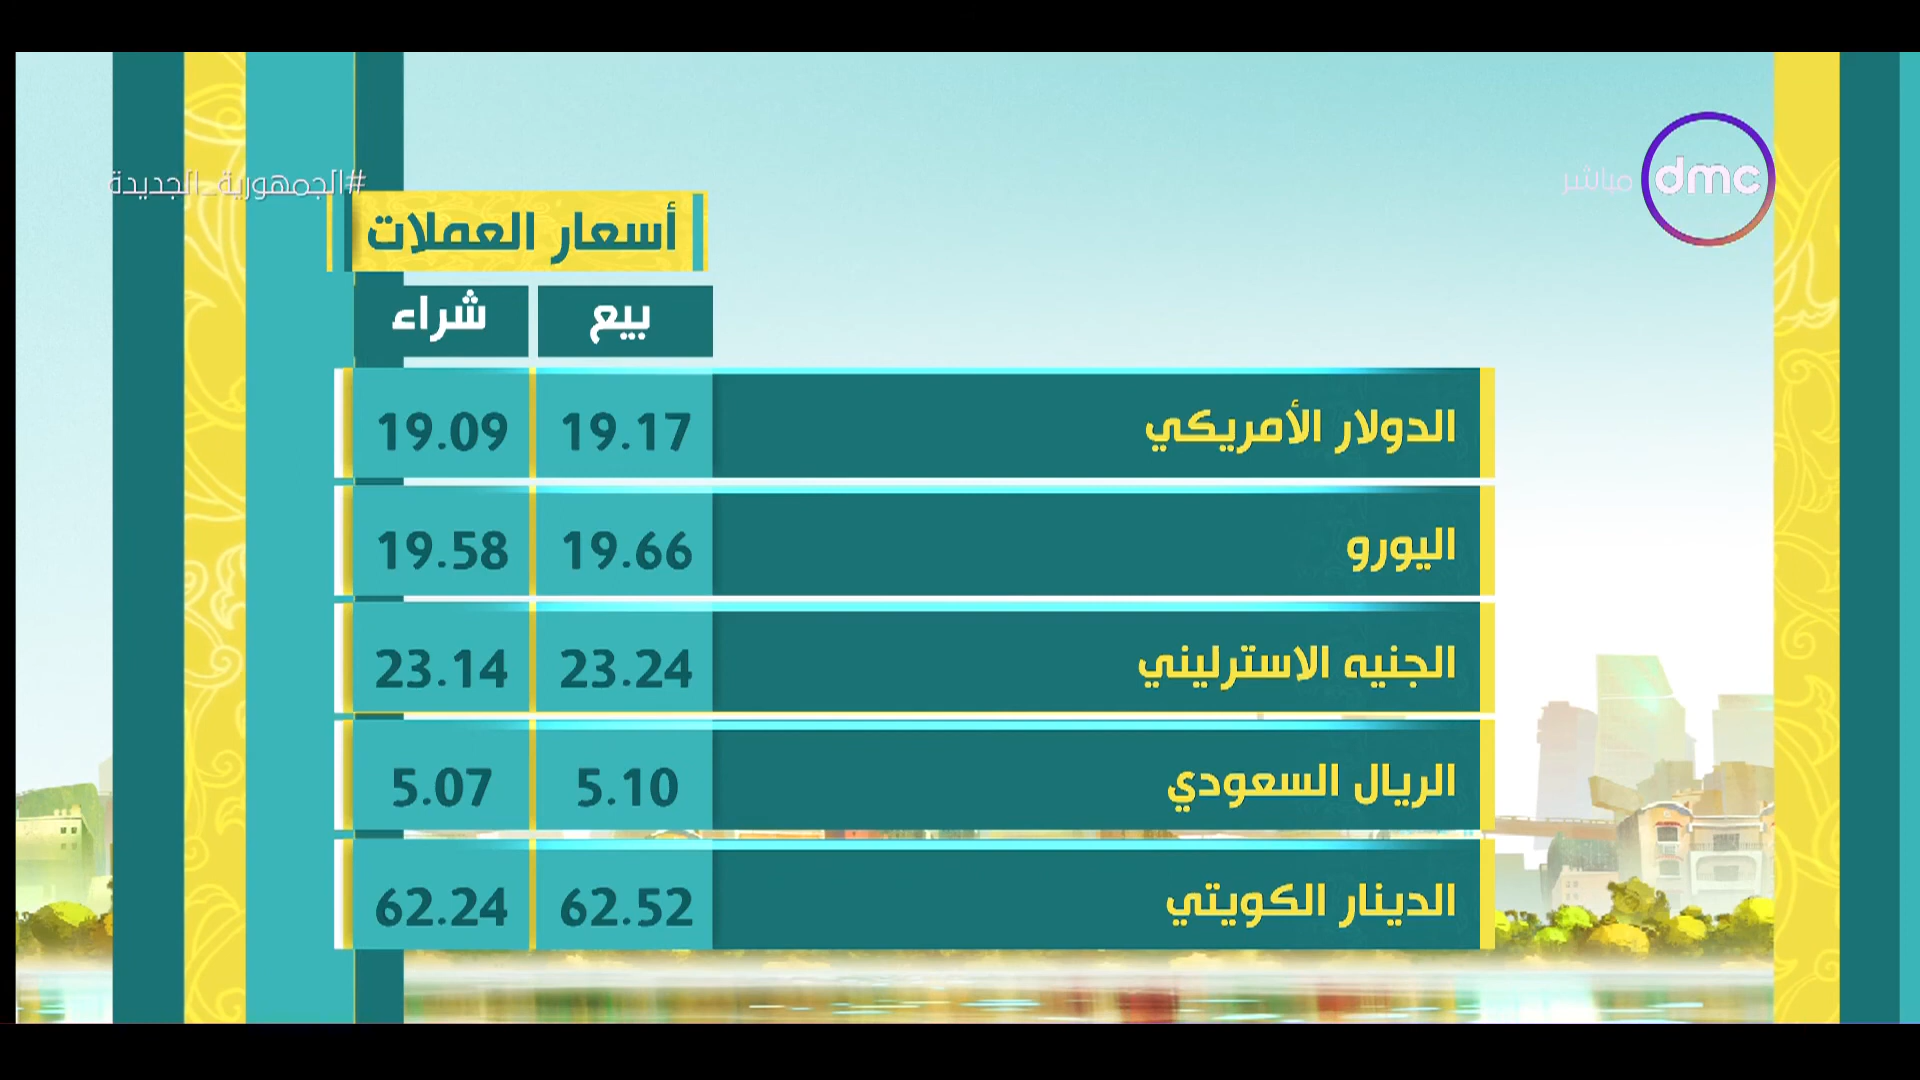 dmc مباشر
#الجمهورية_الجديدة
أسعار العملات
بيع شراء
الدولار الأمريكي 19.17 19.09
اليورو 19.66 19.58
الجنيه الاسترليني 23.24 23.14
الريال السعودي 5.10 5.07
الدينار الكويتي 62.52 62.24